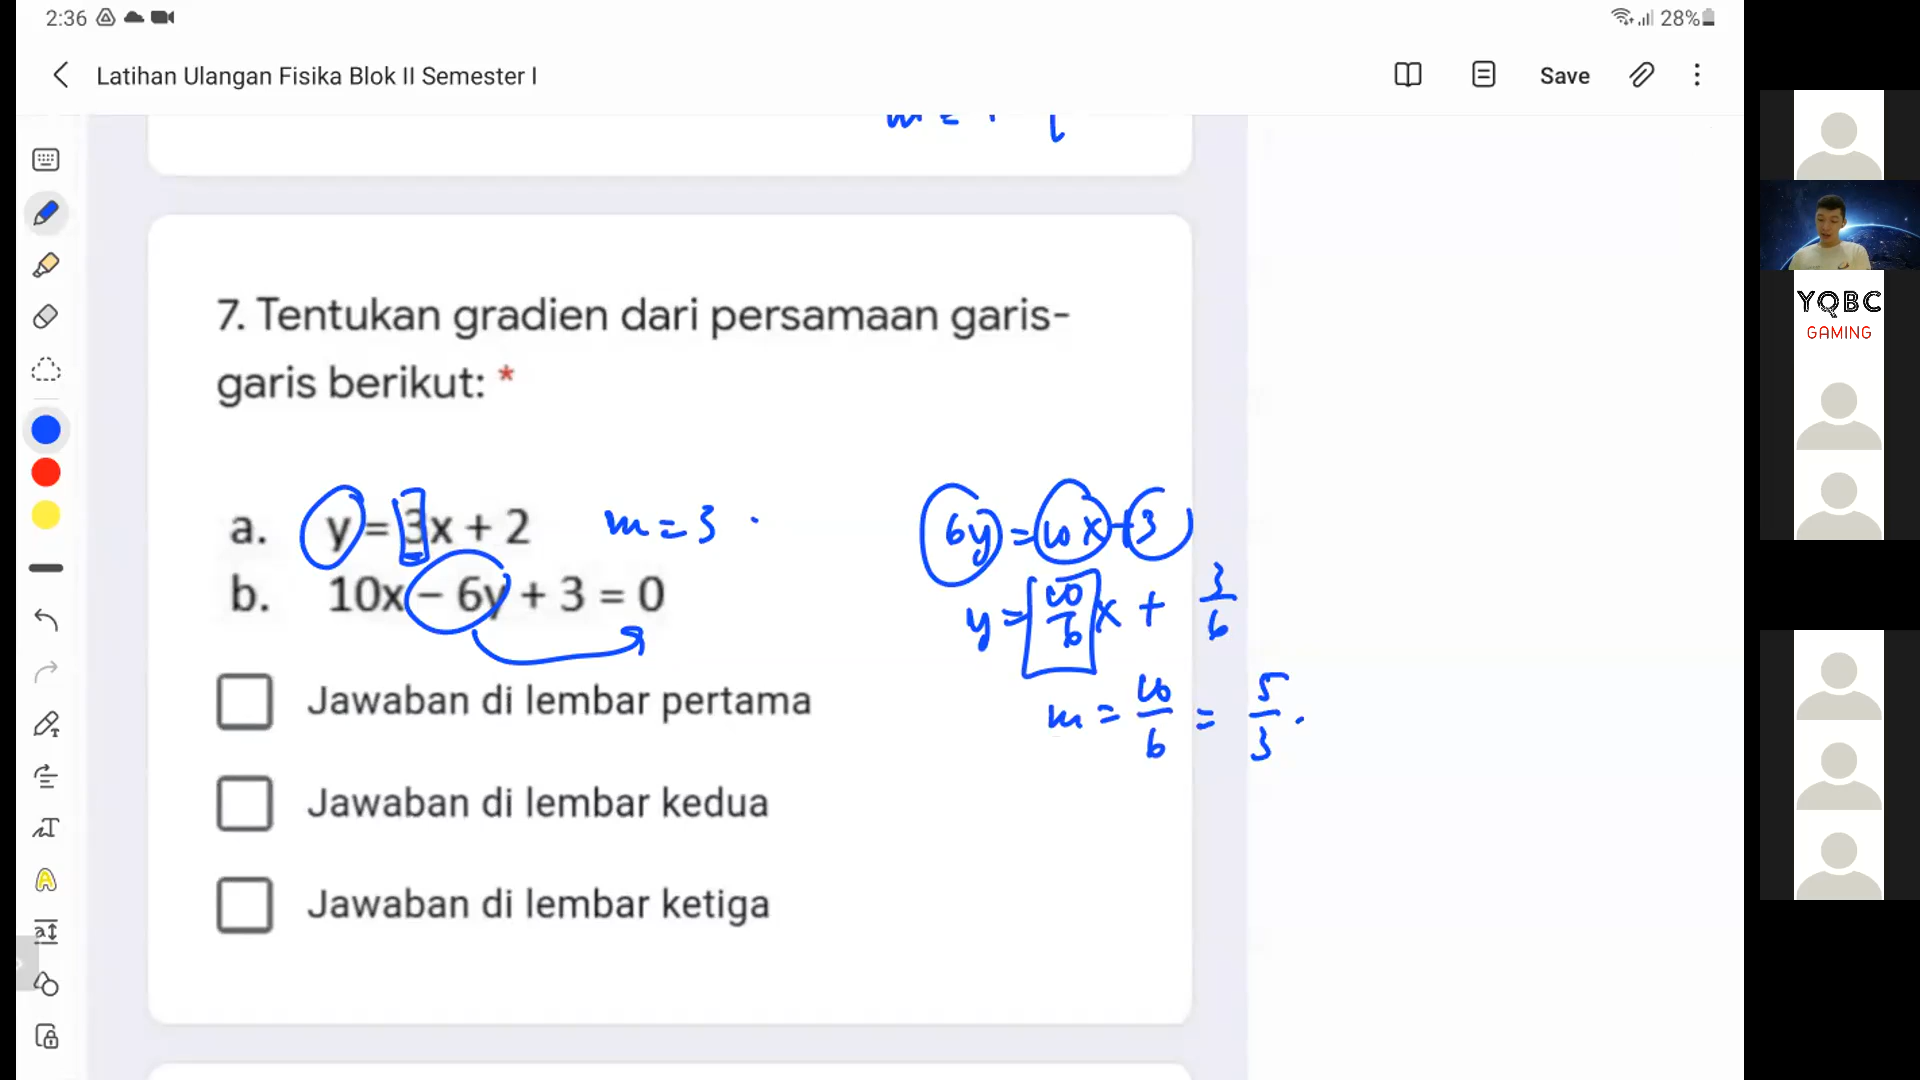 2:36
28%
Latihan Ulangan Fisika Blok II Semester I
Save
7. Tentukan gradien dari persamaan garis-
garis berikut: *
a. y = 3x + 2
m = 3
b. 10x – 6y + 3 = 0
6y = 10x + 3
y = 10/6 x + 3/6
m = 10/6 = 5/3 .
Jawaban di lembar pertama
Jawaban di lembar kedua
Jawaban di lembar ketiga
YQBC
GAMING